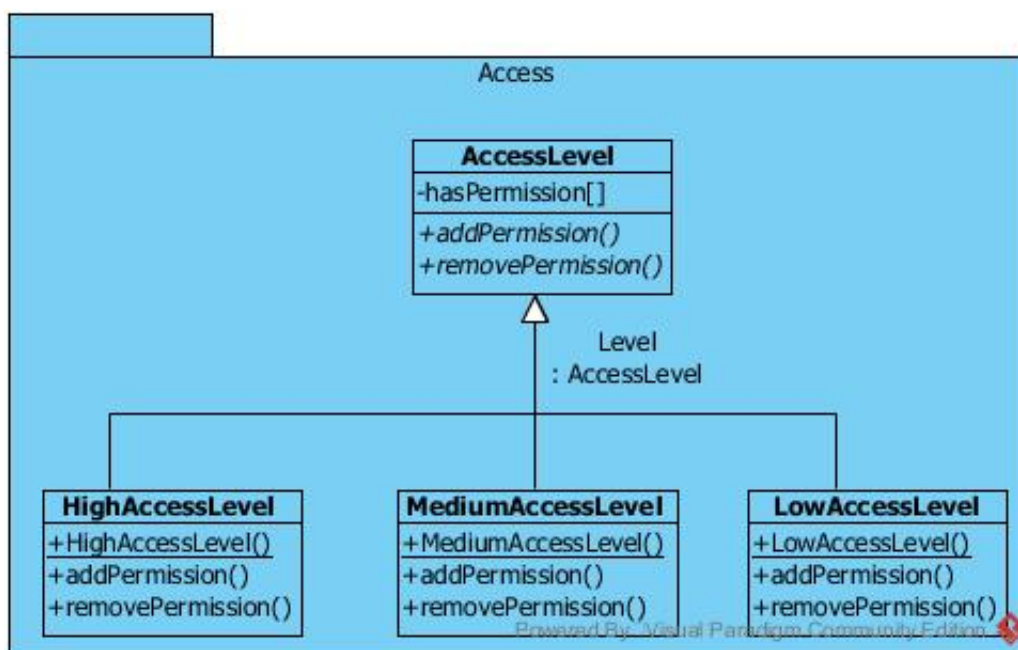 Access
AccessLevel
-hasPermission[]
+addPermission()
+removePermission()
Level
: AccessLevel
HighAccessLevel
+HighAccessLevel()
+addPermission()
+removePermission()
MediumAccessLevel
+MediumAccessLevel()
+addPermission()
+removePermission()
LowAccessLevel
+LowAccessLevel()
+addPermission()
+removePermission()
Powered By Visual Paradigm Community Edition